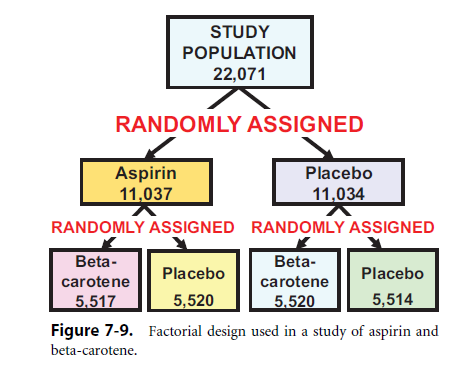 STUDY
POPULATION
22,071
RANDOMLY ASSIGNED
Aspirin
11,037
Placebo
11,034
RANDOMLY ASSIGNED
RANDOMLY ASSIGNED
Beta-
carotene
5,517
Placebo
5,520
Beta-
carotene
5,520
Placebo
5,514
Figure 7-9. Factorial design used in a study of aspirin and
beta-carotene.